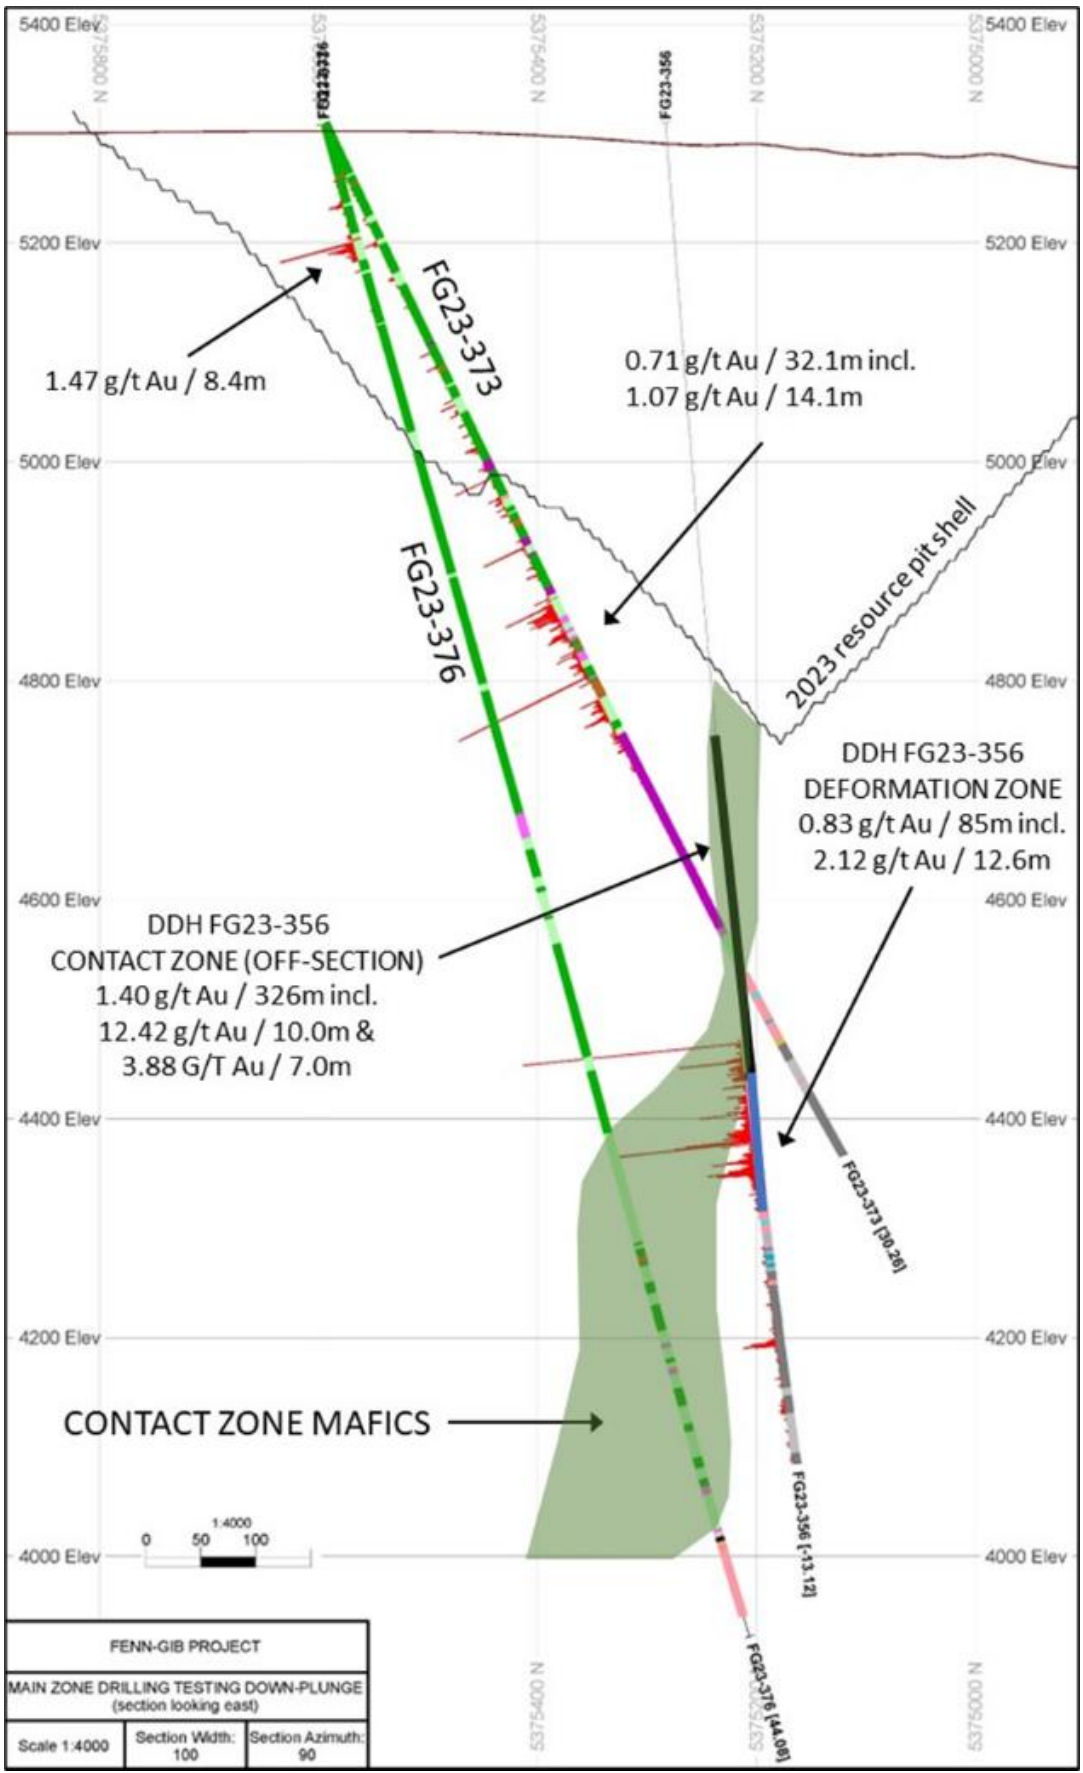 5400 Elev
5400 Elev
5375800 N
5375400 N
FG23-356
5375200 N
5375000 N
5200 Elev
5200 Elev
FG23-373
1.47 g/t Au / 8.4m
0.71 g/t Au / 32.1m incl.
1.07 g/t Au / 14.1m
5000 Elev
5000 Elev
FG23-376
2023 resource pit shell
4800 Elev
4800 Elev
DDH FG23-356
DEFORMATION ZONE
0.83 g/t Au / 85m incl.
2.12 g/t Au / 12.6m
4600 Elev
4600 Elev
DDH FG23-356
CONTACT ZONE (OFF-SECTION)
1.40 g/t Au / 326m incl.
12.42 g/t Au / 10.0m &
3.88 G/T Au / 7.0m
4400 Elev
4400 Elev
FG23-373 [30.26]
4200 Elev
4200 Elev
CONTACT ZONE MAFICS
FG23-356 [-13.12]
1:4000
0 50 100
4000 Elev
4000 Elev
FG23-376 [44.08]
5375400 N
5375000 N
FENN-GIB PROJECT
MAIN ZONE DRILLING TESTING DOWN-PLUNGE
(section looking east)
Scale 1:4000
Section Width:
100
Section Azimuth:
90